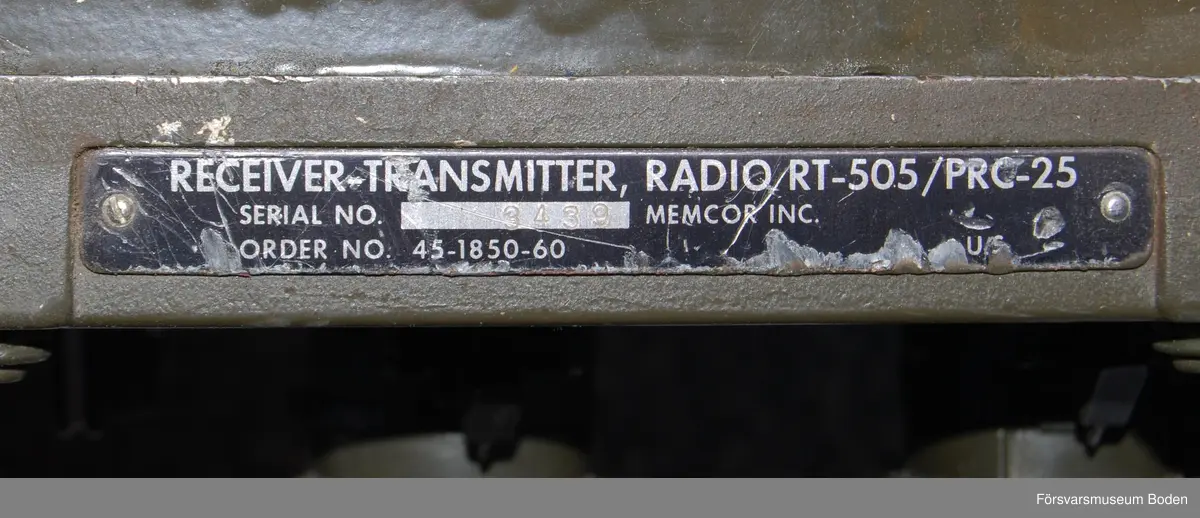 RECEIVER-TRANSMITTER, RADIO RT-505/PRC-25
SERIAL NO. 3439 MEMCOR INC.
ORDER NO. 45-1850-60
Försvarsmuseum Boden